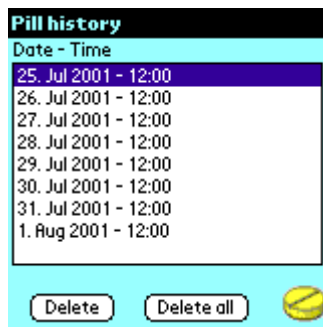 Pill history
Date - Time
25. Jul 2001 - 12:00
26. Jul 2001 - 12:00
27. Jul 2001 - 12:00
28. Jul 2001 - 12:00
29. Jul 2001 - 12:00
30. Jul 2001 - 12:00
31. Jul 2001 - 12:00
1. Aug 2001 - 12:00
Delete Delete all